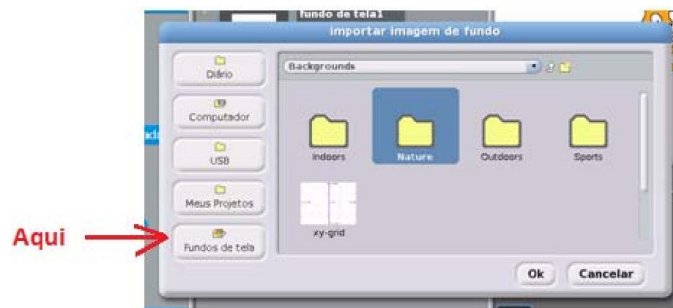 fundo de tela1
importar imagem de fundo
Diário
Backgrounds
Computador
USB
Meus Projetos
Fundos de tela
Indoors
Nature
Outdoors
Sports
xy-grid
Aqui
Ok
Cancelar